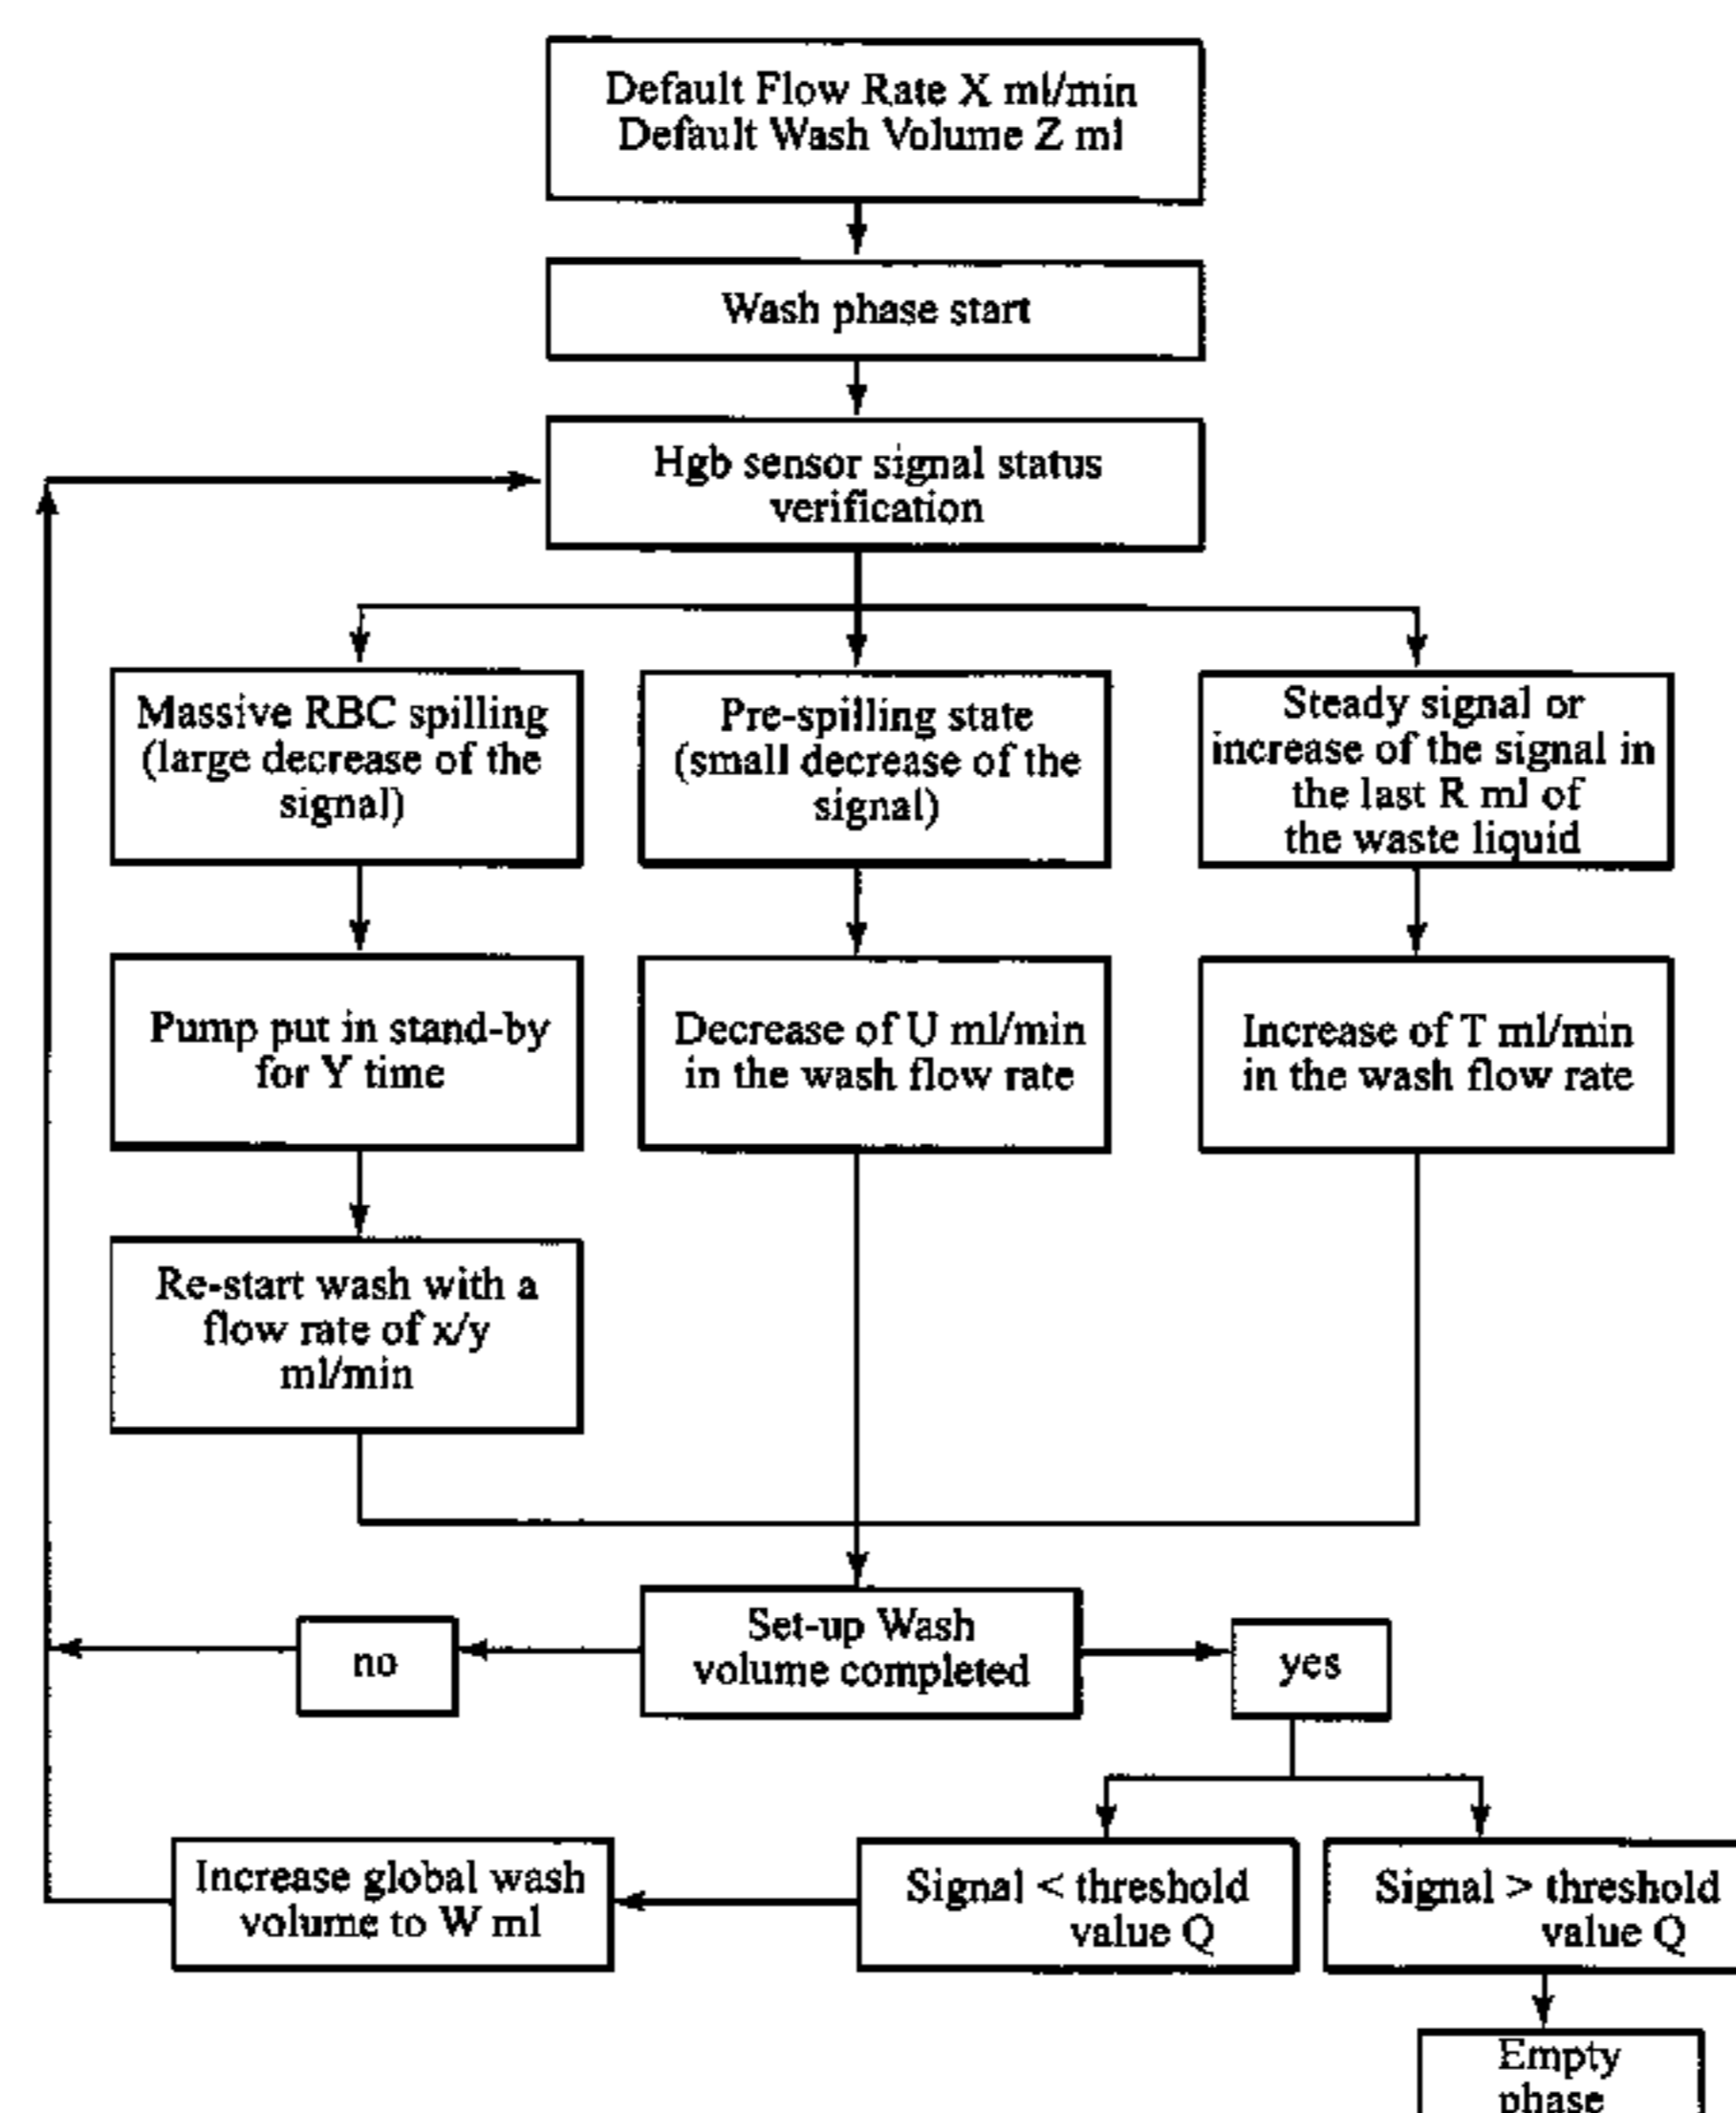 Default Flow Rate X ml/min
Default Wash Volume Z ml
Wash phase start
Hgb sensor signal status
verification
Massive RBC spilling
(large decrease of the
signal)
Pre-spilling state
(small decrease of the
signal)
Steady signal or
increase of the signal in
the last R ml of
the waste liquid
Pump put in stand-by
for Y time
Decrease of U ml/min
in the wash flow rate
Increase of T ml/min
in the wash flow rate
Re-start wash with a
flow rate of x/y
ml/min
no
Set-up Wash
volume completed
yes
Increase global wash
volume to W ml
Signal < threshold
value Q
Signal > threshold
value Q
Empty
phase